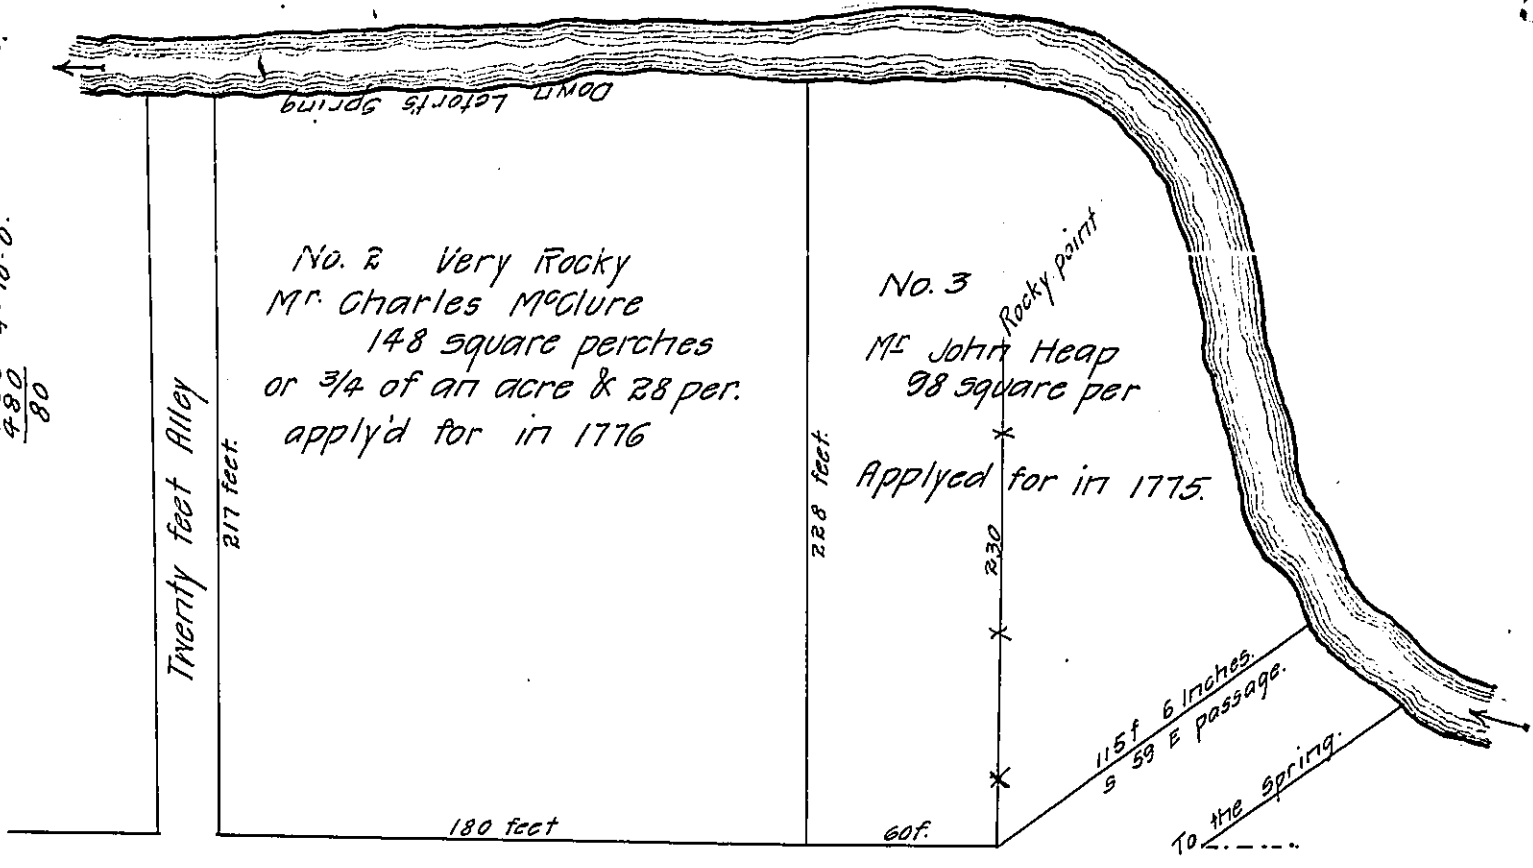 Down Letorts Spring
480
80
Twenty feet Alley
217 feet.
No. 2 Very Rocky
Mr. Charles McClure
148 square perches
or 3/4 of an acre & 28 per.
apply'd for in 1776
180 feet
228 feet.
No. 3
Rocky point
Mr John Heap
98 square per
Applyed for in 1775.
230
60f.
115f 6 Inches.
S 59 E passage.
To the Spring.